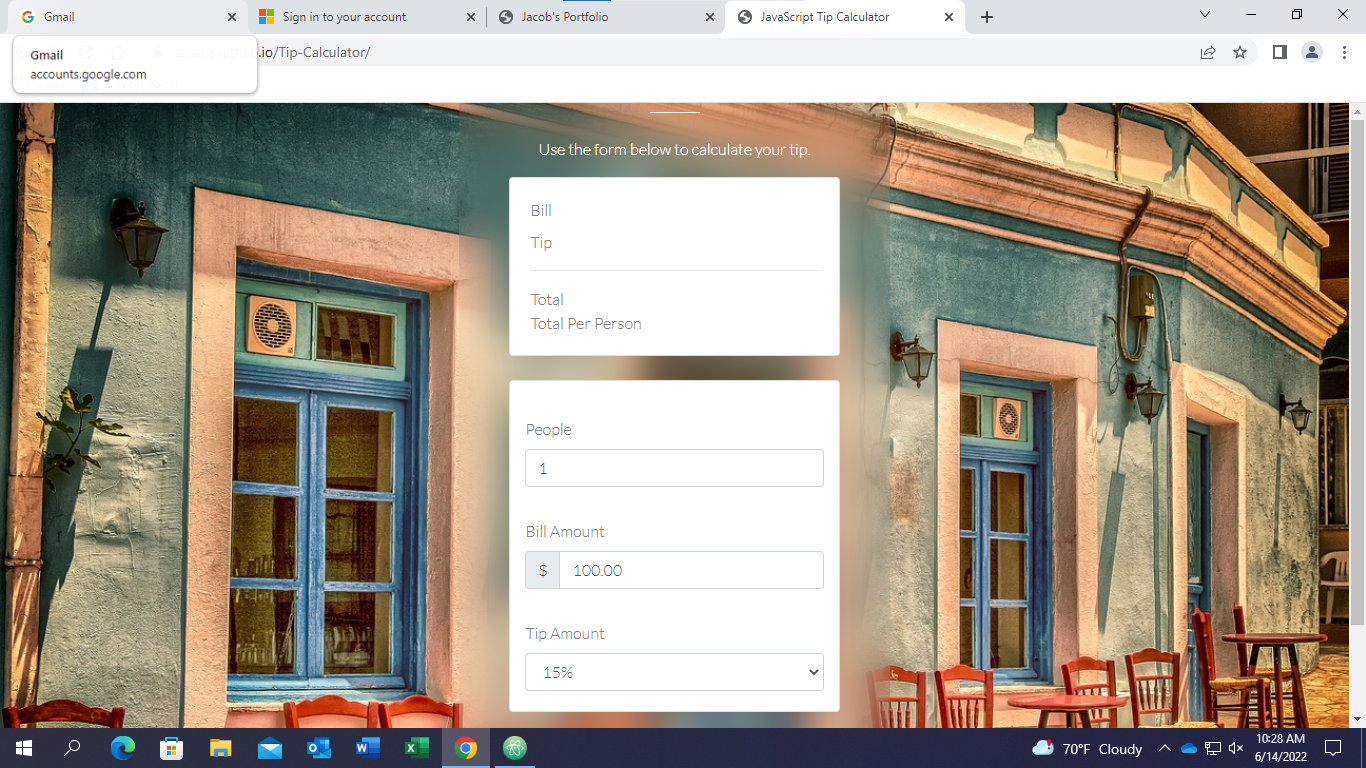 Gmail
Sign in to your account
Jacob's Portfolio
JavaScript Tip Calculator
Gmail
accounts.google.com
.io/Tip-Calculator/
Use the form below to calculate your tip.
Bill
Tip
Total
Total Per Person
People
1
Bill Amount
$ 100.00
Tip Amount
15%
70°F Cloudy
10:28 AM
6/14/2022